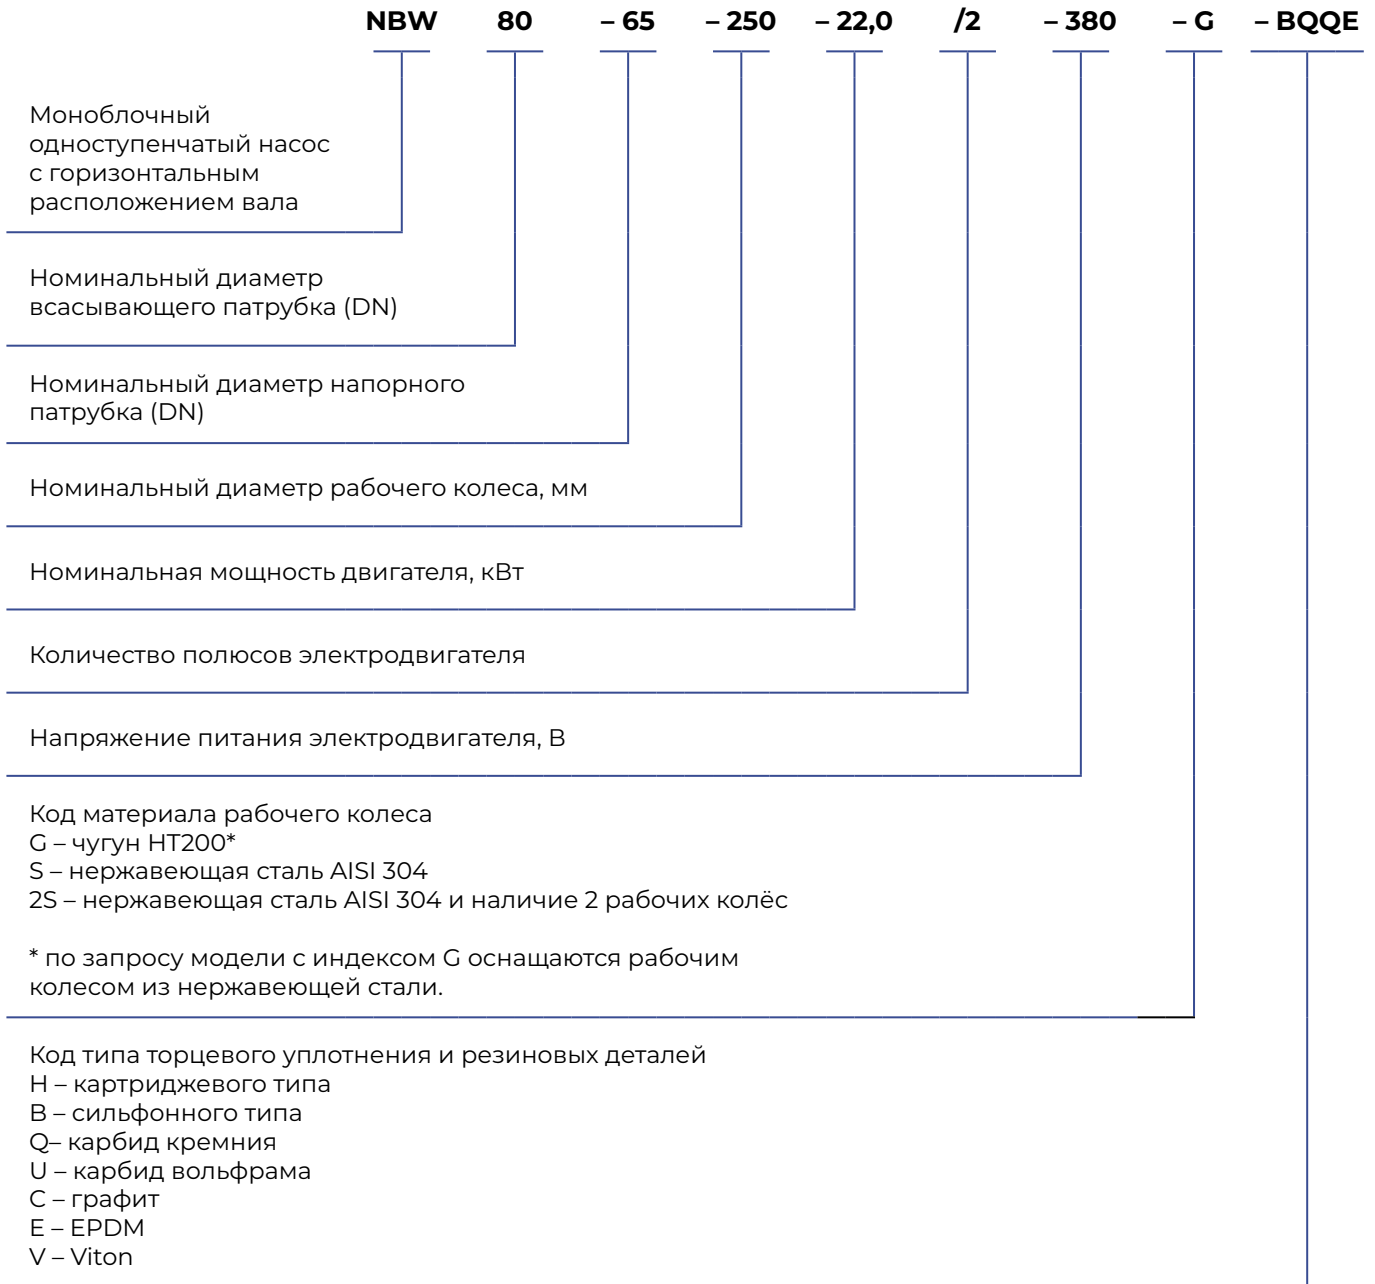 NBW 80 – 65 – 250 – 22,0 /2 – 380 – G – BQQE
Моноблочный
одноступенчатый насос
с горизонтальным
расположением вала
Номинальный диаметр
всасывающего патрубка (DN)
Номинальный диаметр напорного
патрубка (DN)
Номинальный диаметр рабочего колеса, мм
Номинальная мощность двигателя, кВт
Количество полюсов электродвигателя
Напряжение питания электродвигателя, В
Код материала рабочего колеса
G – чугун HT200*
S – нержавеющая сталь AISI 304
2S – нержавеющая сталь AISI 304 и наличие 2 рабочих колёс
* по запросу модели с индексом G оснащаются рабочим
колесом из нержавеющей стали.
Код типа торцевого уплотнения и резиновых деталей
H – картриджевого типа
B – сильфонного типа
Q– карбид кремния
U – карбид вольфрама
C – графит
E – EPDM
V – Viton